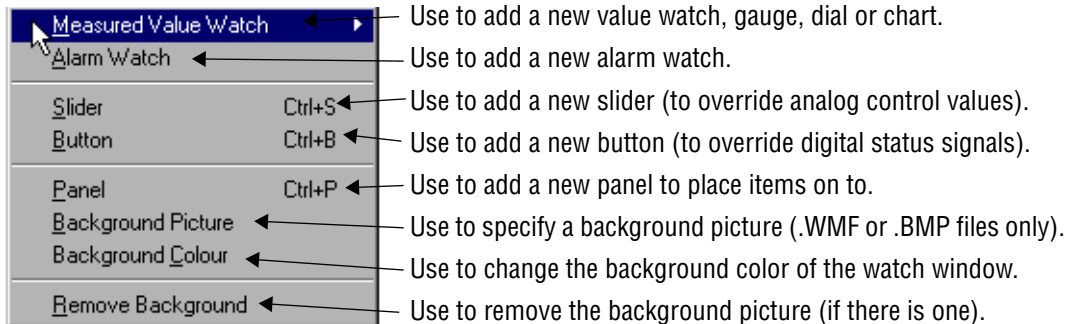 Measured Value Watch Use to add a new value watch, gauge, dial or chart.
Alarm Watch Use to add a new alarm watch.
Slider Ctrl+S Use to add a new slider (to override analog control values).
Button Ctrl+B Use to add a new button (to override digital status signals).
Panel Ctrl+P Use to add a new panel to place items on to.
Background Picture Use to specify a background picture (.WMF or .BMP files only).
Background Colour Use to change the background color of the watch window.
Remove Background Use to remove the background picture (if there is one).